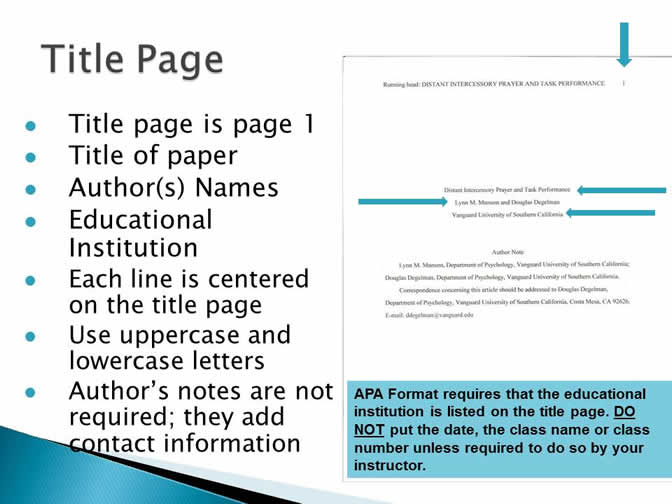 Title Page
Title page is page 1
Title of paper
Author(s) Names
Educational
Institution
Each line is centered
on the title page
Use uppercase and
lowercase letters
Author's notes are not
required; they add
contact information
Running head: DISTANT INTERCESSORY PRAYER AND TASK PERFORMANCE 1
Distant Intercessory Prayer and Task Performance
Lynn M. Munson and Douglas Degelman
Vanguard University of Southern California
Author Note
Lynn M. Munson, Department of Psychology, Vanguard University of Southern California;
Douglas Degelman, Department of Psychology, Vanguard University of Southern California.
Correspondence concerning this article should be addressed to Douglas Degelman,
Department of Psychology, Vanguard University of Southern California, Costa Mesa, CA 92626.
E-mail: ddegelman@vanguard.edu
APA Format requires that the educational
institution is listed on the title page. DO
NOT put the date, the class name or class
number unless required to do so by your
instructor.